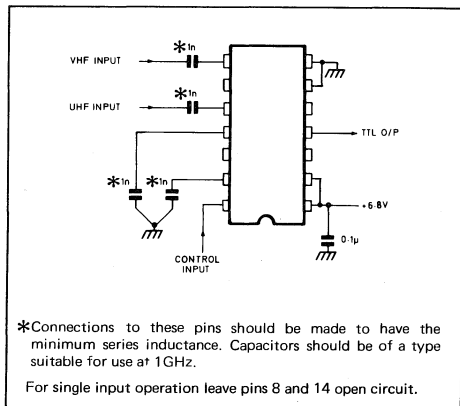 *1n
VHF INPUT
*1n
UHF INPUT
TTL O/P
*1n *1n
+6·8V
0·1μ
CONTROL
INPUT
*Connections to these pins should be made to have the
minimum series inductance. Capacitors should be of a type
suitable for use at 1GHz.
For single input operation leave pins 8 and 14 open circuit.